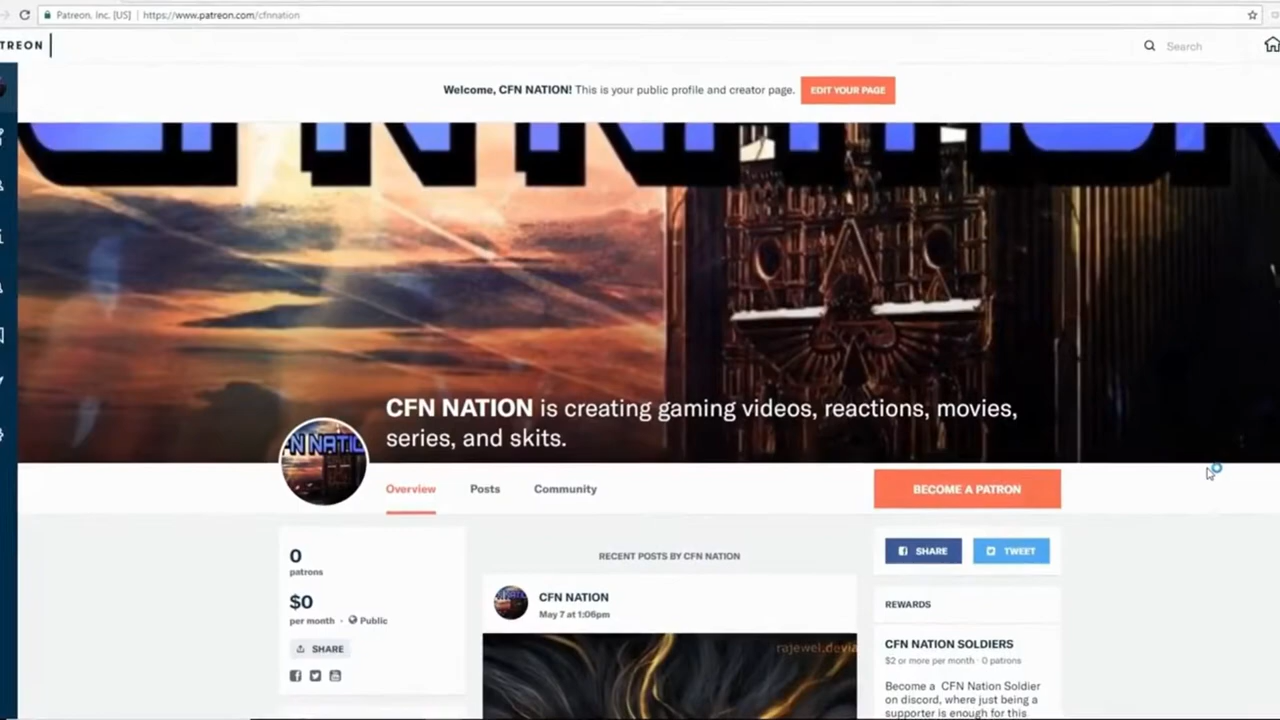 Patreon, Inc. [US] | https://www.patreon.com/cfnnation
TREON
Search
Welcome, CFN NATION! This is your public profile and creator page.
EDIT YOUR PAGE
CFN NATION is creating gaming videos, reactions, movies,
series, and skits.
N NATIO
Overview
Posts
Community
BECOME A PATRON
0
patrons
$0
per month · Public
SHARE
RECENT POSTS BY CFN NATION
CFN NATION
May 7 at 1:06pm
rajewel.devia
SHARE
TWEET
REWARDS
CFN NATION SOLDIERS
$2 or more per month · 0 patrons
Become a CFN Nation Soldier
on discord, where just being a
supporter is enough for this